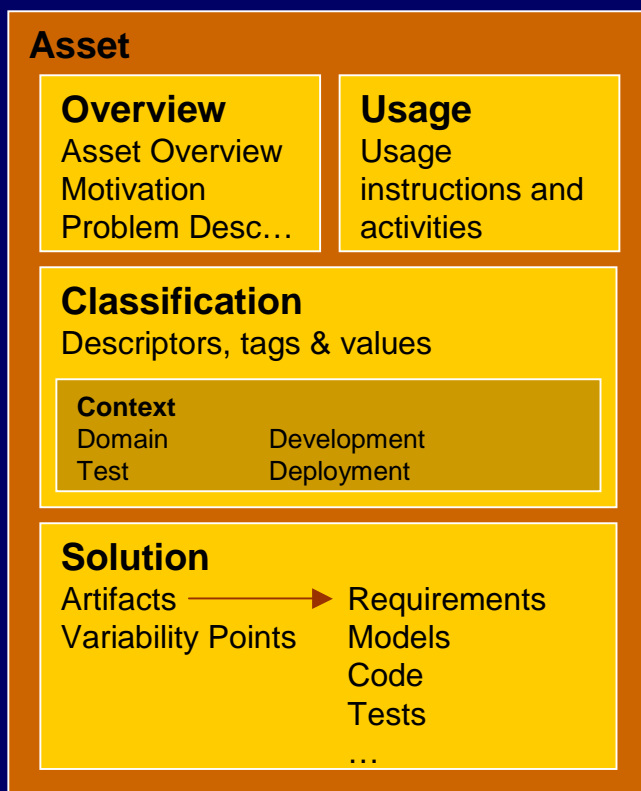 Asset
Overview
Asset Overview
Motivation
Problem Desc…
Usage
Usage
instructions and
activities
Classification
Descriptors, tags & values
Context
Domain Development
Test Deployment
Solution
Artifacts Requirements
Variability Points Models
Code
Tests
…